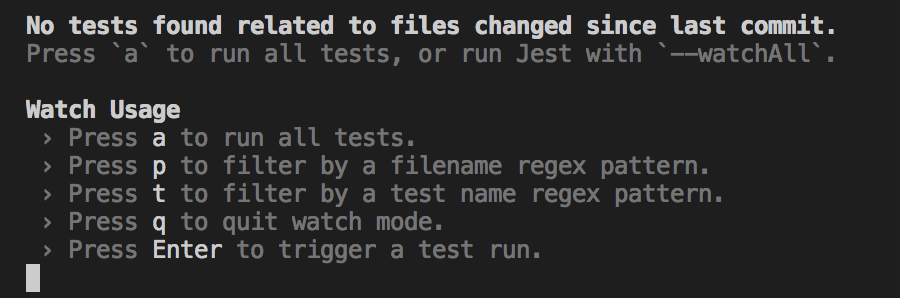 No tests found related to files changed since last commit.
Press `a` to run all tests, or run Jest with `--watchAll`.
Watch Usage
› Press a to run all tests.
› Press p to filter by a filename regex pattern.
› Press t to filter by a test name regex pattern.
› Press q to quit watch mode.
› Press Enter to trigger a test run.